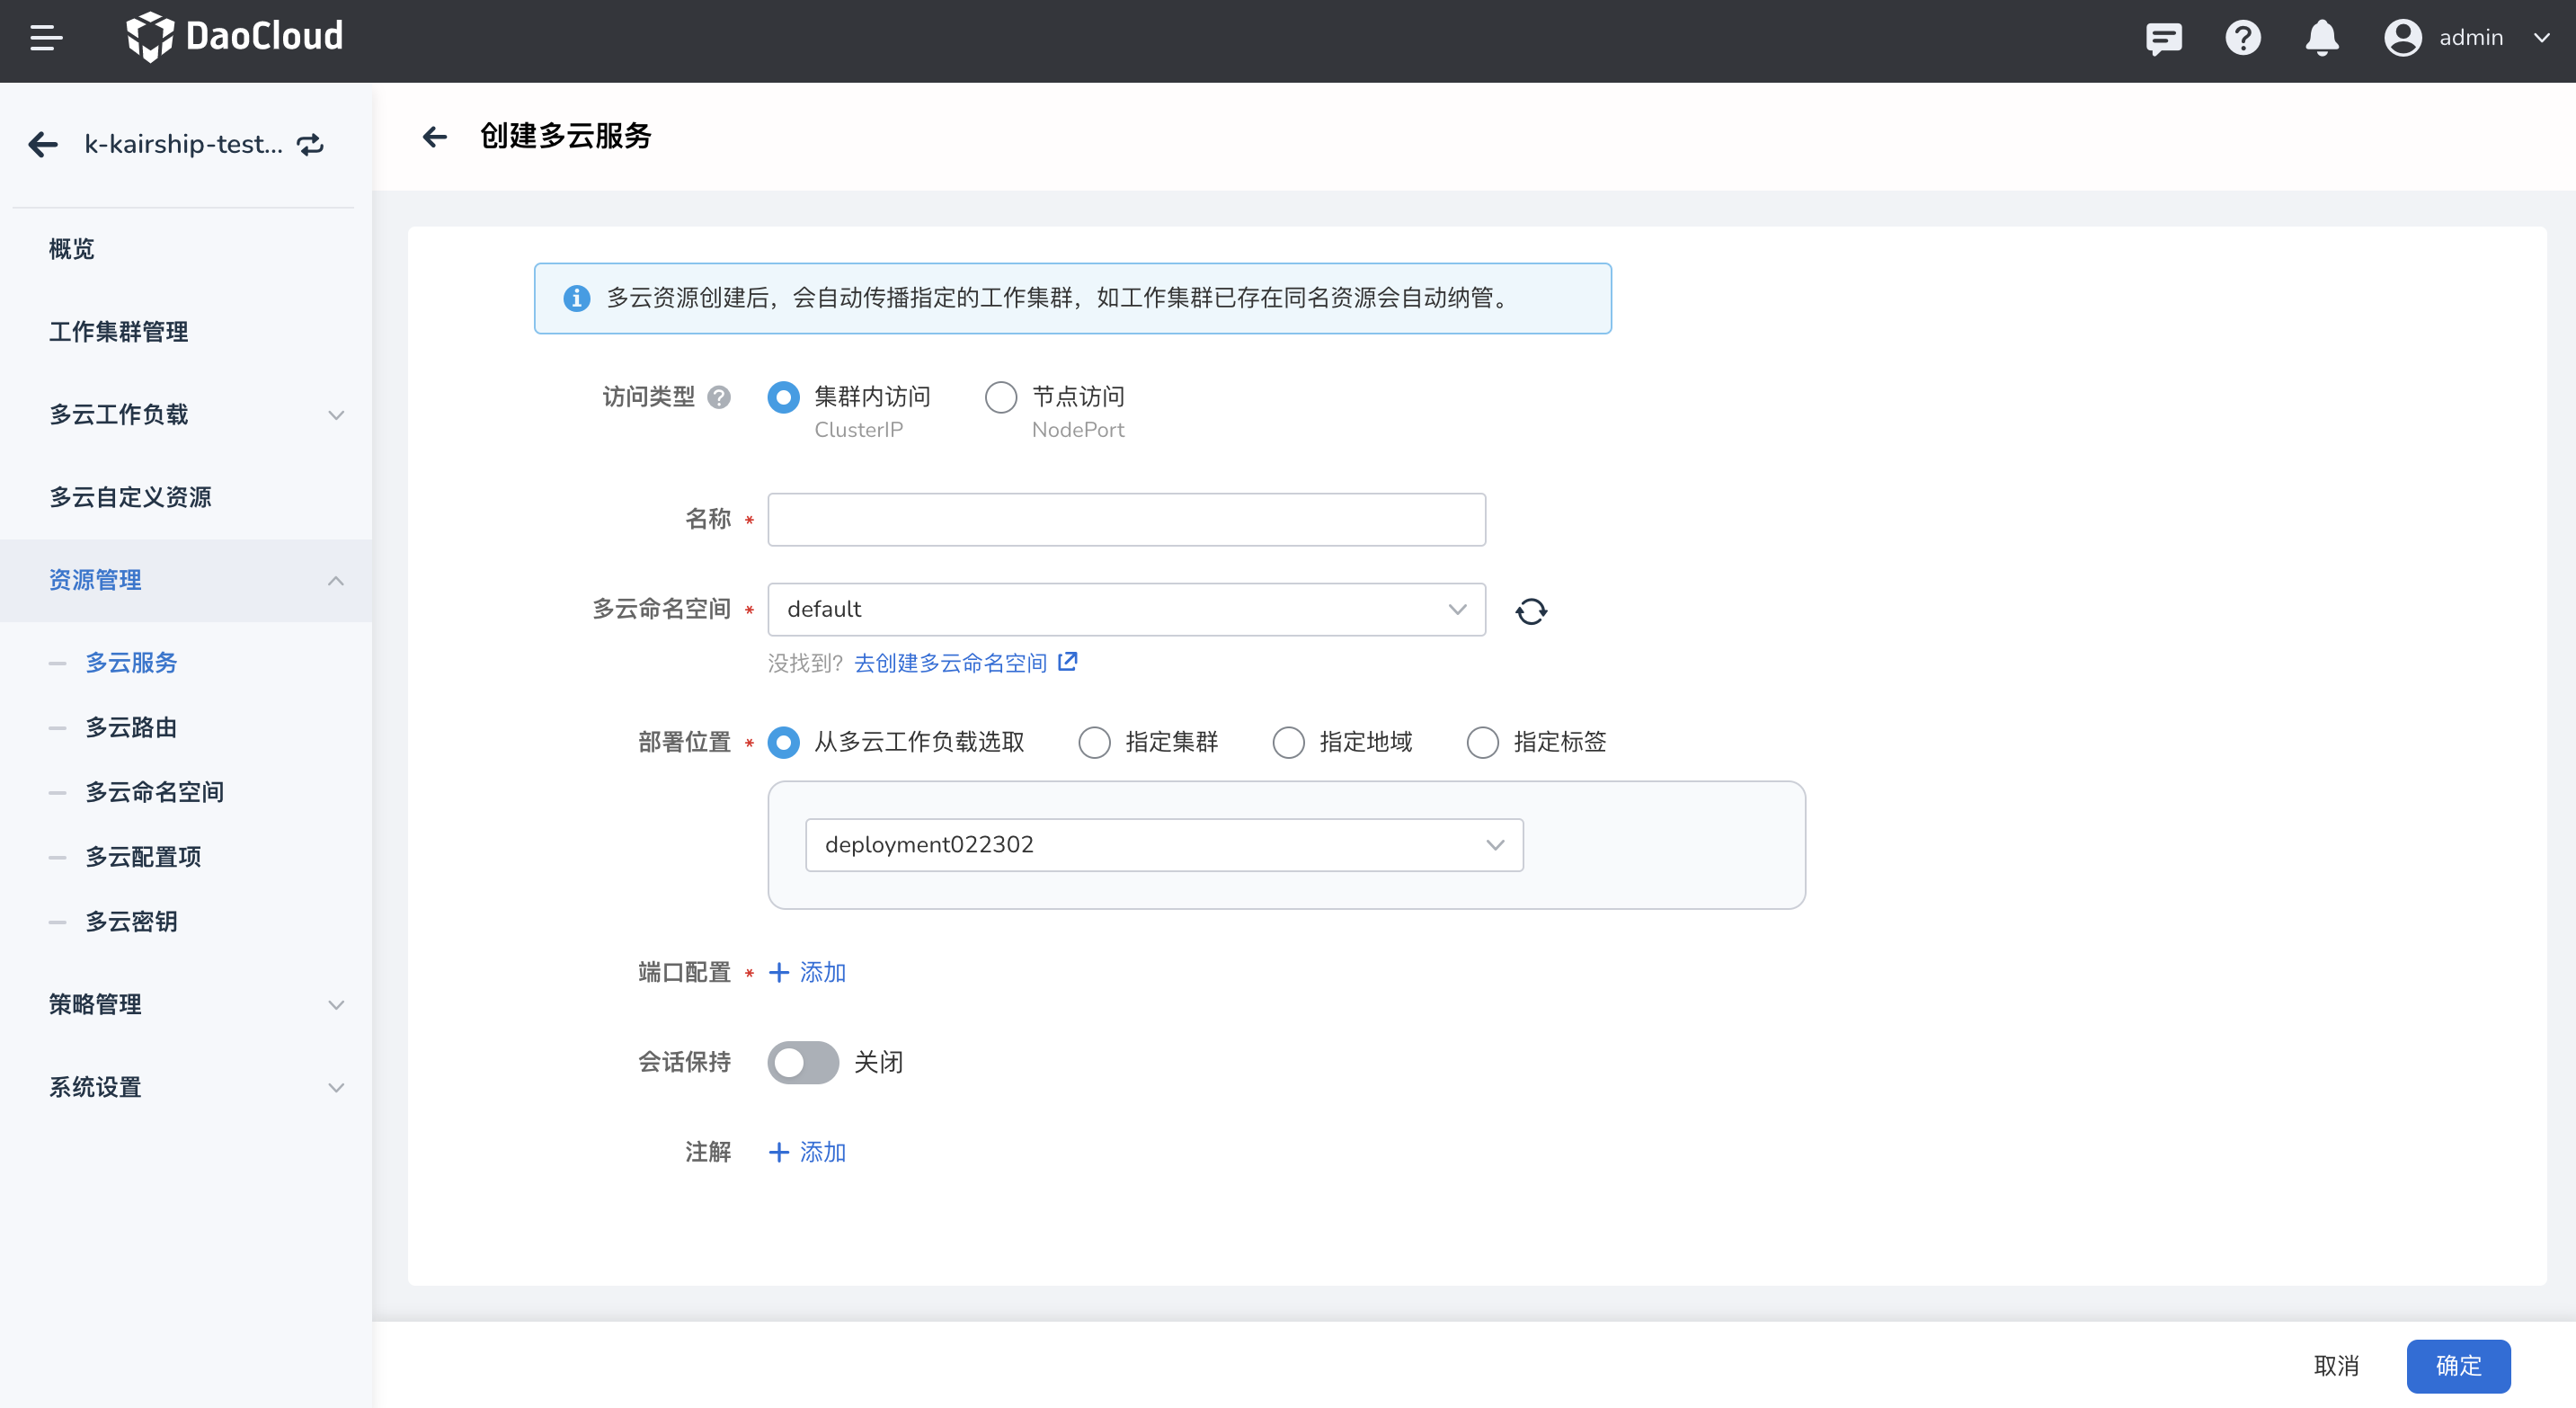 DaoCloud
admin
k-kairship-test...
概览
工作集群管理
多云工作负载
多云自定义资源
资源管理
多云服务
多云路由
多云命名空间
多云配置项
多云密钥
策略管理
系统设置
创建多云服务
多云资源创建后，会自动传播指定的工作集群，如工作集群已存在同名资源会自动纳管。
访问类型 集群内访问 节点访问
ClusterIP NodePort
名称 *
多云命名空间 * default
没找到? 去创建多云命名空间
部署位置 * 从多云工作负载选取 指定集群 指定地域 指定标签
deployment022302
端口配置 * + 添加
会话保持 关闭
注解 + 添加
取消 确定